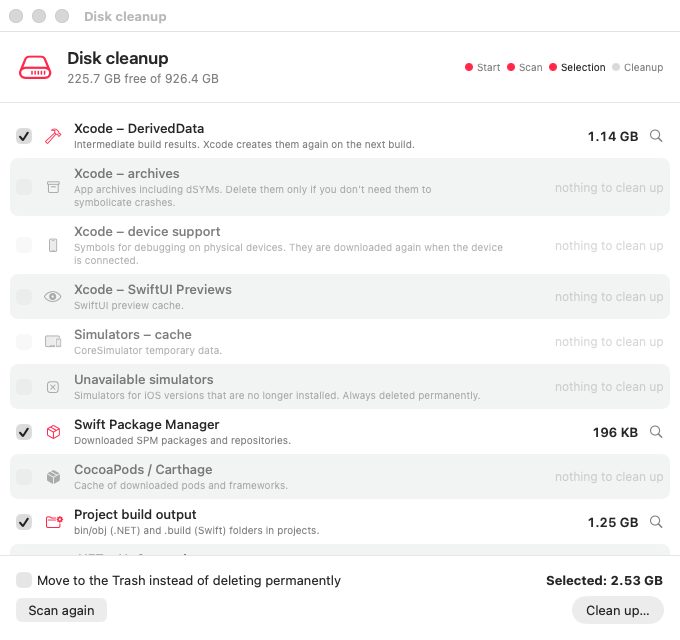 Disk cleanup
Disk cleanup
225.7 GB free of 926.4 GB
Start Scan Selection Cleanup
Xcode – DerivedData
Intermediate build results. Xcode creates them again on the next build.
1.14 GB
Xcode – archives
App archives including dSYMs. Delete them only if you don't need them to
symbolicate crashes.
nothing to clean up
Xcode – device support
Symbols for debugging on physical devices. They are downloaded again when the device
is connected.
nothing to clean up
Xcode – SwiftUI Previews
SwiftUI preview cache.
nothing to clean up
Simulators – cache
CoreSimulator temporary data.
nothing to clean up
Unavailable simulators
Simulators for iOS versions that are no longer installed. Always deleted permanently.
nothing to clean up
Swift Package Manager
Downloaded SPM packages and repositories.
196 KB
CocoaPods / Carthage
Cache of downloaded pods and frameworks.
nothing to clean up
Project build output
bin/obj (.NET) and .build (Swift) folders in projects.
1.25 GB
Move to the Trash instead of deleting permanently
Selected: 2.53 GB
Scan again
Clean up...